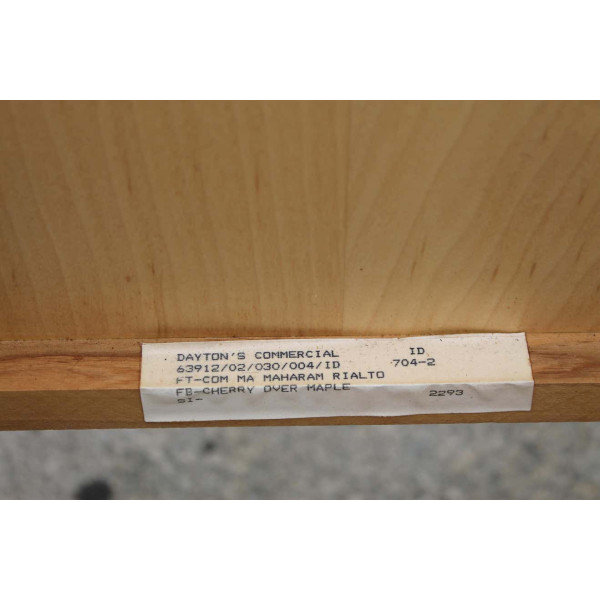 DAYTON'S COMMERCIAL ID
63912/02/030/004/ID 704-2
FT-COM MA MAHARAM RIALTO
FB-CHERRY OVER MAPLE 2293